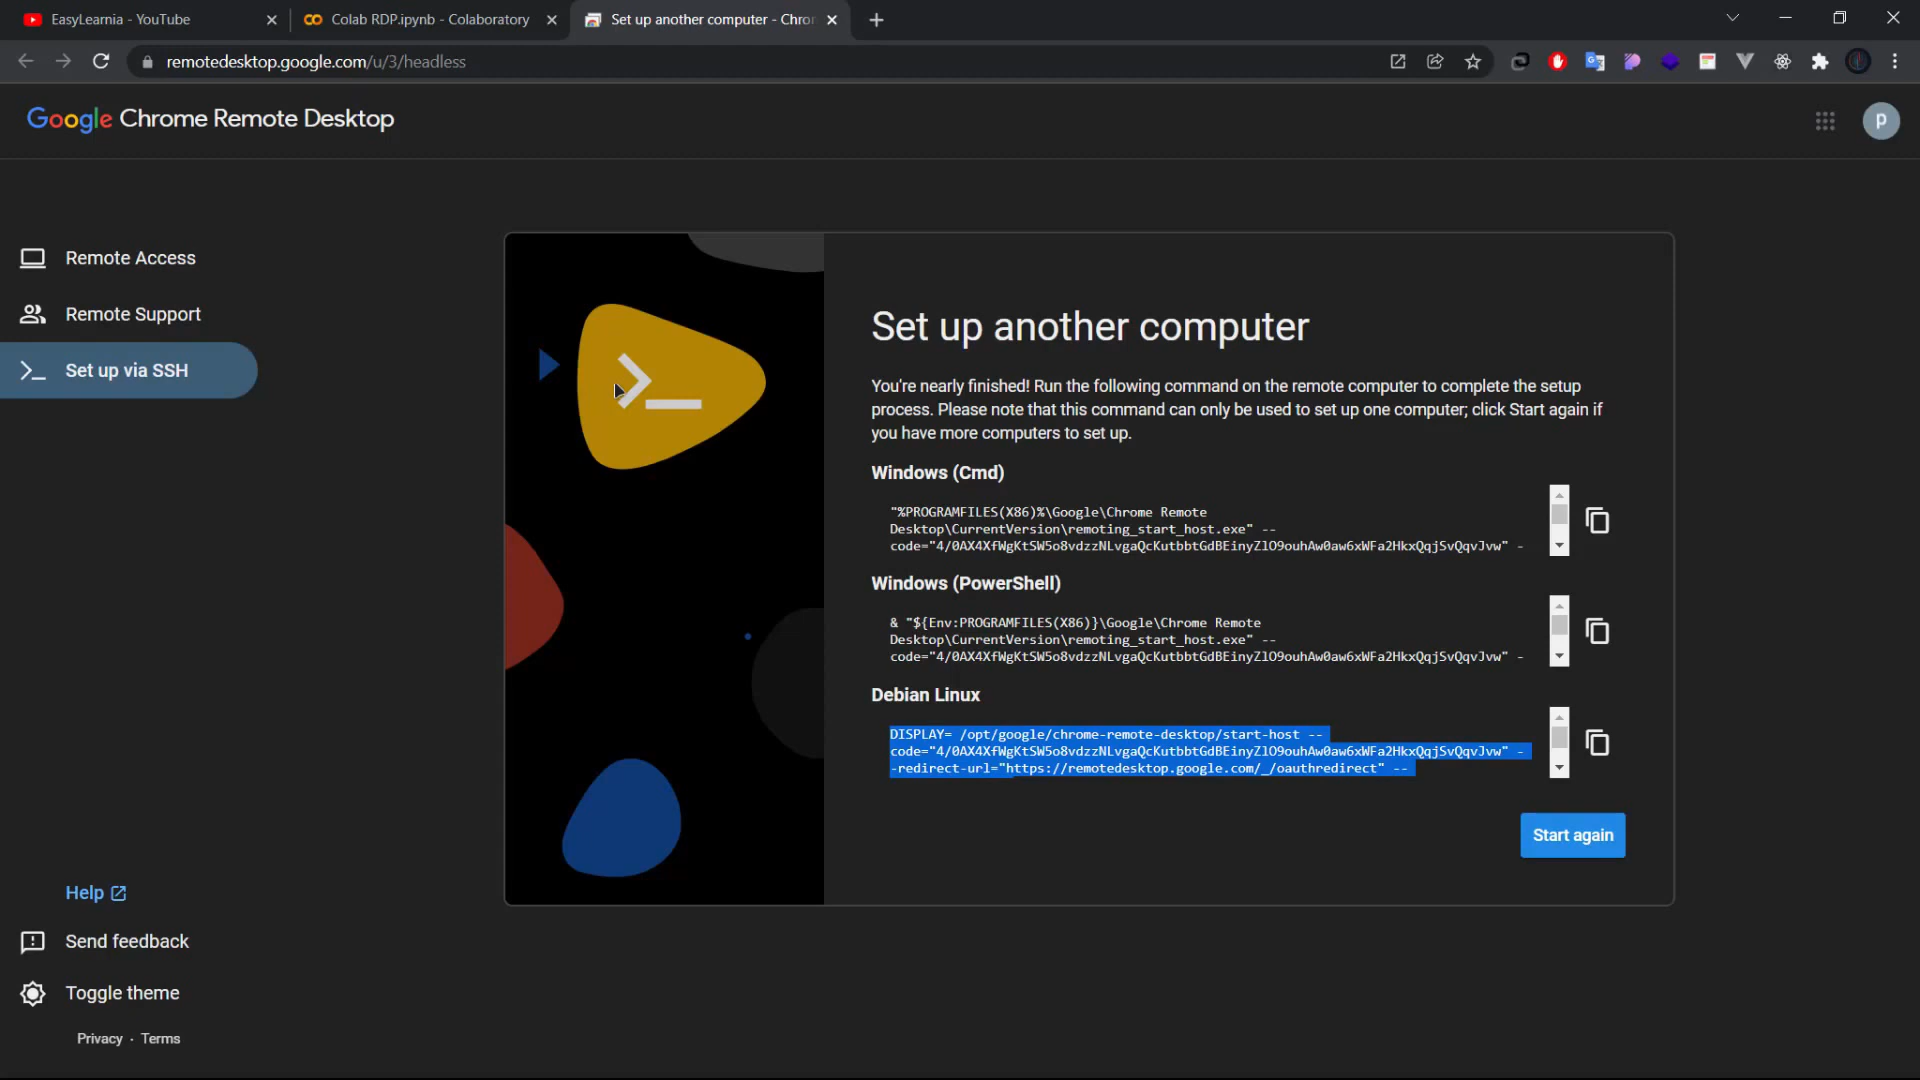 EasyLearnia - YouTube
Colab RDP.ipynb - Colaboratory
Set up another computer - Chro
remotedesktop.google.com/u/3/headless
Google Chrome Remote Desktop
p
Remote Access
Remote Support
Set up via SSH
Set up another computer
You're nearly finished! Run the following command on the remote computer to complete the setup
process. Please note that this command can only be used to set up one computer; click Start again if
you have more computers to set up.
Windows (Cmd)
"%PROGRAMFILES(X86)%\Google\Chrome Remote
Desktop\CurrentVersion\remoting_start_host.exe" --
code="4/0AX4XfWgKtSW5o8vdzzNLvgaQcKutbbtGdBEinyZlO9ouhAw0aw6xWFa2HkxQqjSvQqvJvw" -
Windows (PowerShell)
& "${Env:PROGRAMFILES(X86)}\Google\Chrome Remote
Desktop\CurrentVersion\remoting_start_host.exe" --
code="4/0AX4XfWgKtSW5o8vdzzNLvgaQcKutbbtGdBEinyZlO9ouhAw0aw6xWFa2HkxQqjSvQqvJvw" -
Debian Linux
DISPLAY= /opt/google/chrome-remote-desktop/start-host --
code="4/0AX4XfWgKtSW5o8vdzzNLvgaQcKutbbtGdBEinyZlO9ouhAw0aw6xWFa2HkxQqjSvQqvJvw" -
-redirect-url="https://remotedesktop.google.com/_/oauthredirect" --
Start again
Help
Send feedback
Toggle theme
Privacy · Terms